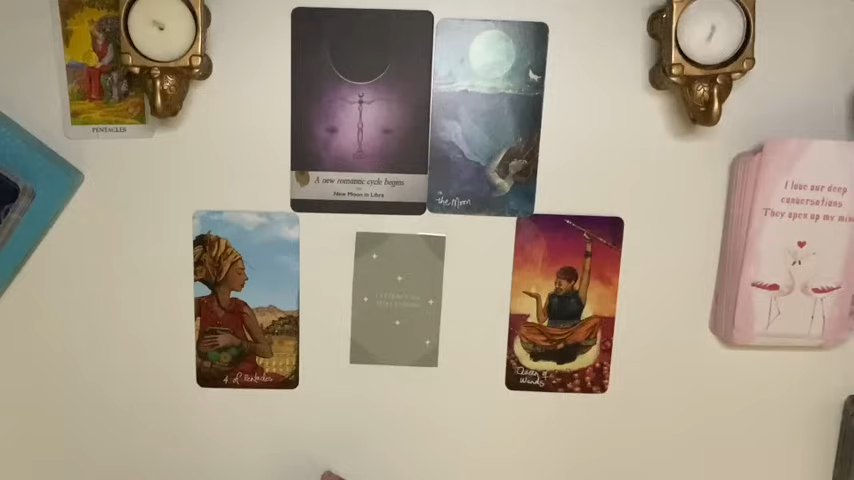 PENTACLES
A new romantic cycle begins
New Moon in Libra
the Moon
I love our deep
conversations
They open up my mind
4 of Pentacles
Queen of
Wands